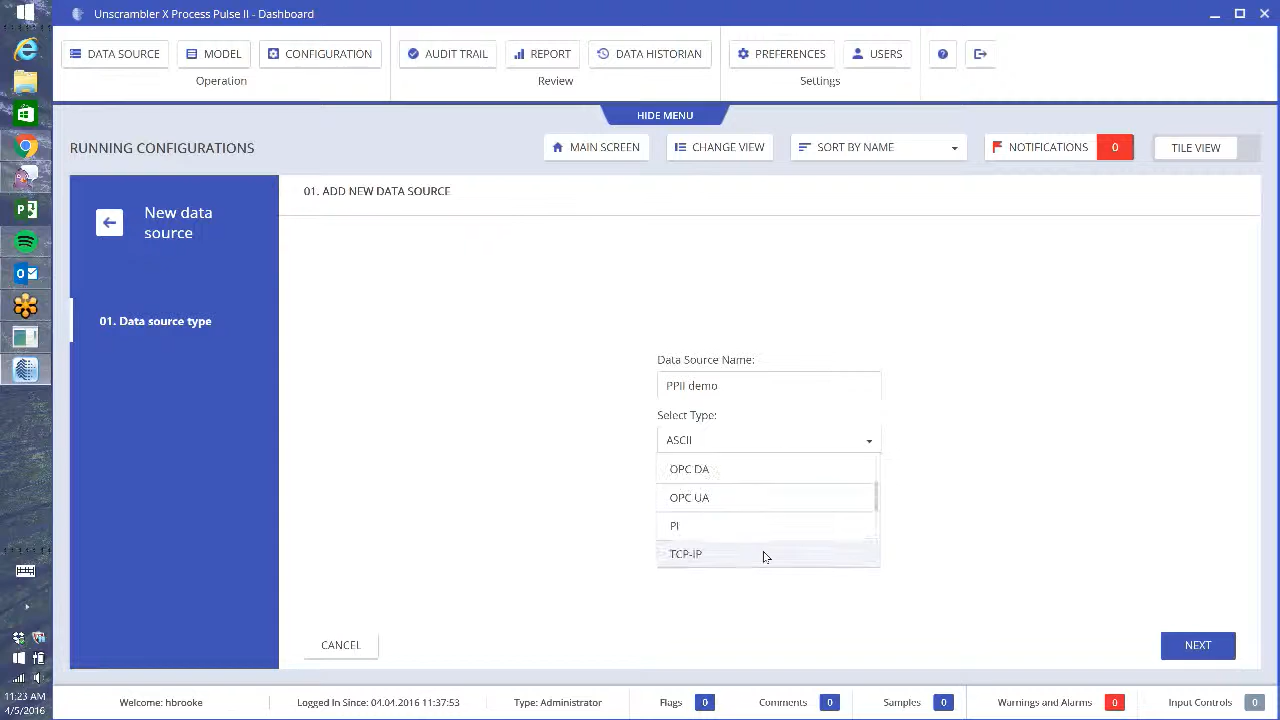 Unscrambler X Process Pulse II - Dashboard
DATA SOURCE
MODEL
CONFIGURATION
AUDIT TRAIL
REPORT
DATA HISTORIAN
PREFERENCES
USERS
Operation
Review
Settings
HIDE MENU
RUNNING CONFIGURATIONS
MAIN SCREEN
CHANGE VIEW
SORT BY NAME
NOTIFICATIONS
0
TILE VIEW
New data
source
01. ADD NEW DATA SOURCE
01. Data source type
Data Source Name:
PPII demo
Select Type:
ASCII
OPC DA
OPC UA
PI
TCP-IP
CANCEL
NEXT
11:23 AM
4/5/2016
Welcome: hbrooke
Logged In Since: 04.04.2016 11:37:53
Type: Administrator
Flags
0
Comments
0
Samples
0
Warnings and Alarms
0
Input Controls
0